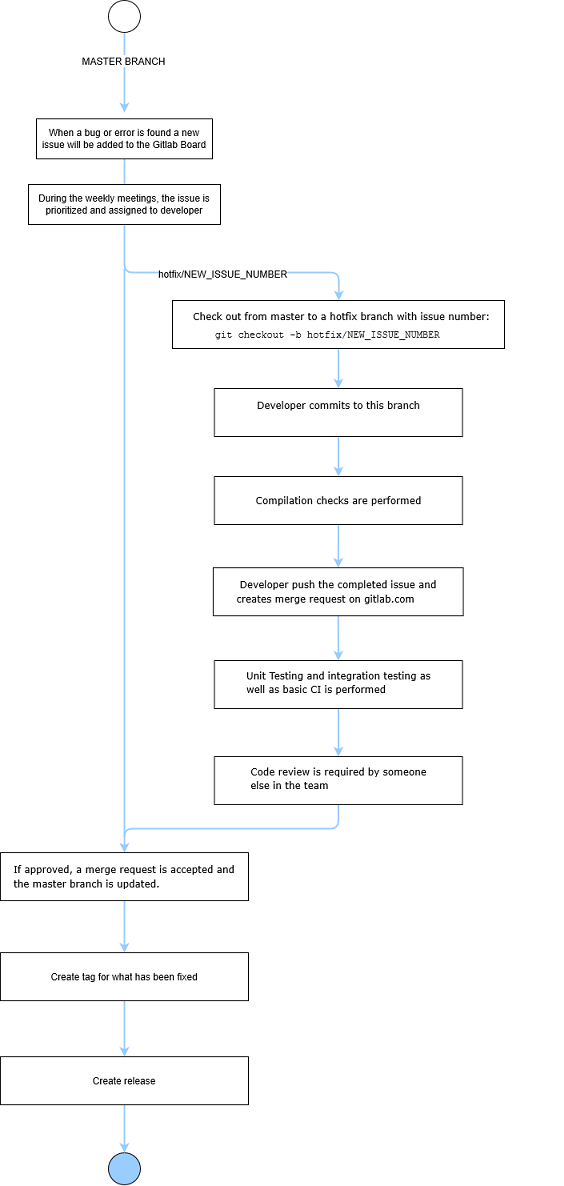 MASTER BRANCH
When a bug or error is found a new
issue will be added to the Gitlab Board
During the weekly meetings, the issue is
prioritized and assigned to developer
hotfix/NEW_ISSUE_NUMBER
Check out from master to a hotfix branch with issue number:
git checkout -b hotfix/NEW_ISSUE_NUMBER
Developer commits to this branch
Compilation checks are performed
Developer push the completed issue and
creates merge request on gitlab.com
Unit Testing and integration testing as
well as basic CI is performed
Code review is required by someone
else in the team
If approved, a merge request is accepted and
the master branch is updated.
Create tag for what has been fixed
Create release